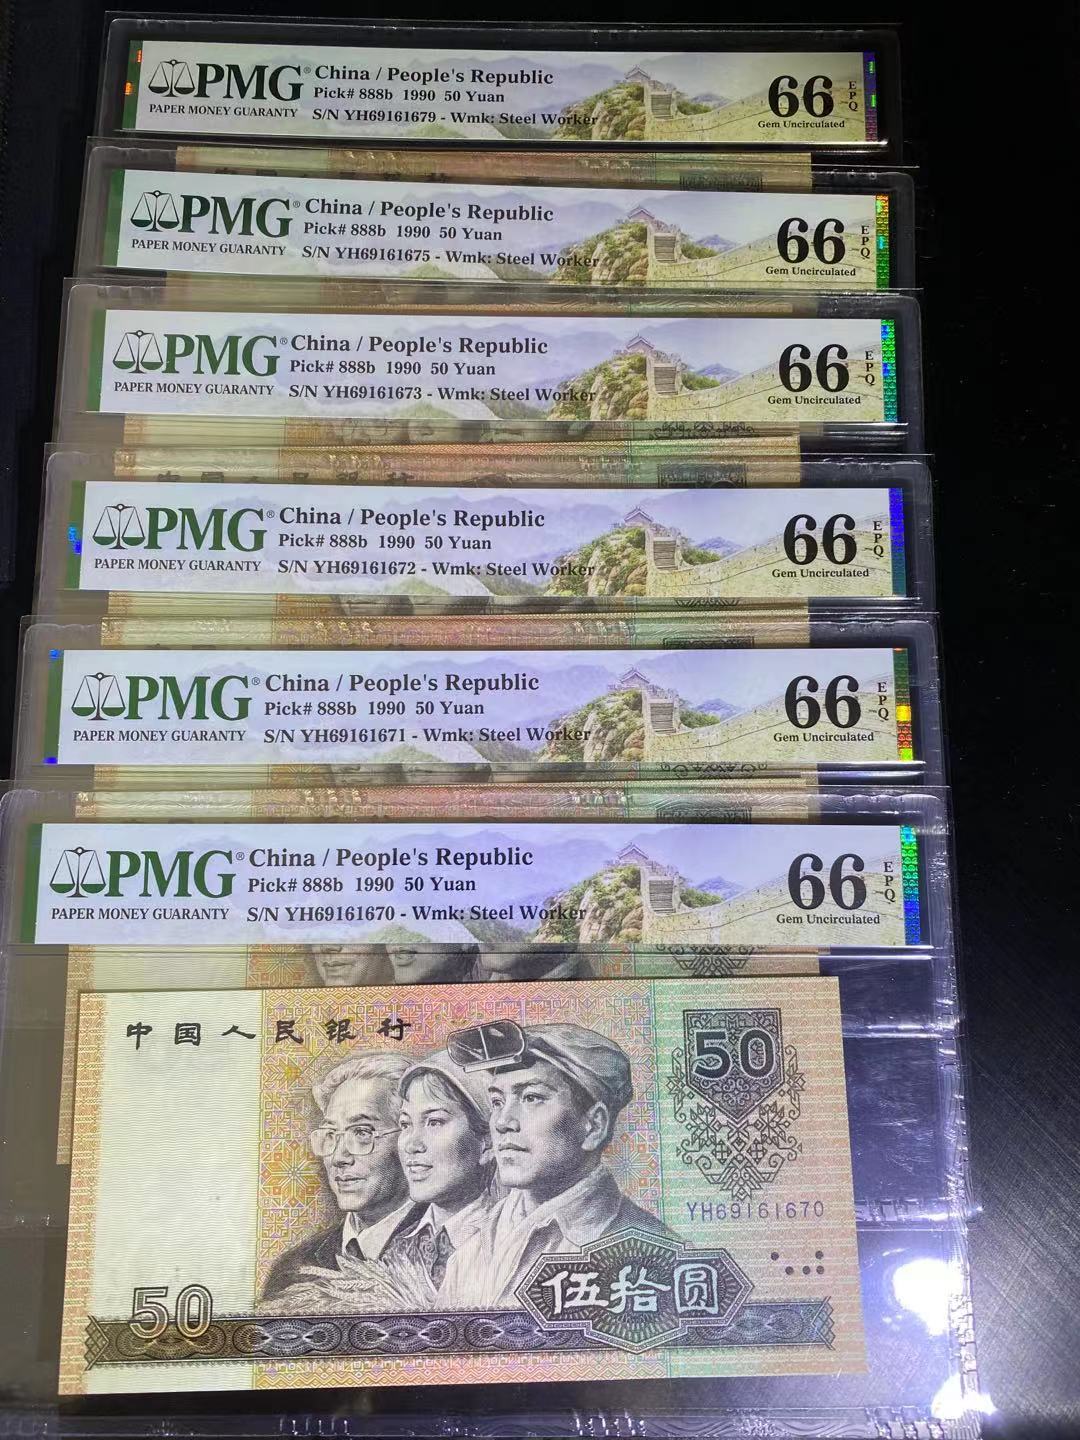 PMG® China / People's Republic
Pick# 888b 1990 50 Yuan
PAPER MONEY GUARANTY S/N YH69161679 - Wmk: Steel Worker
66 EPQ
Gem Uncirculated
PMG® China / People's Republic
Pick# 888b 1990 50 Yuan
PAPER MONEY GUARANTY S/N YH69161675 - Wmk: Steel Worker
66 EPQ
Gem Uncirculated
PMG® China / People's Republic
Pick# 888b 1990 50 Yuan
PAPER MONEY GUARANTY S/N YH69161673 - Wmk: Steel Worker
66 EPQ
Gem Uncirculated
PMG® China / People's Republic
Pick# 888b 1990 50 Yuan
PAPER MONEY GUARANTY S/N YH69161672 - Wmk: Steel Worker
66 EPQ
Gem Uncirculated
PMG® China / People's Republic
Pick# 888b 1990 50 Yuan
PAPER MONEY GUARANTY S/N YH69161671 - Wmk: Steel Worker
66 EPQ
Gem Uncirculated
PMG® China / People's Republic
Pick# 888b 1990 50 Yuan
PAPER MONEY GUARANTY S/N YH69161670 - Wmk: Steel Worker
66 EPQ
Gem Uncirculated
中国人民银行
50
YH69161670
伍拾圆
50